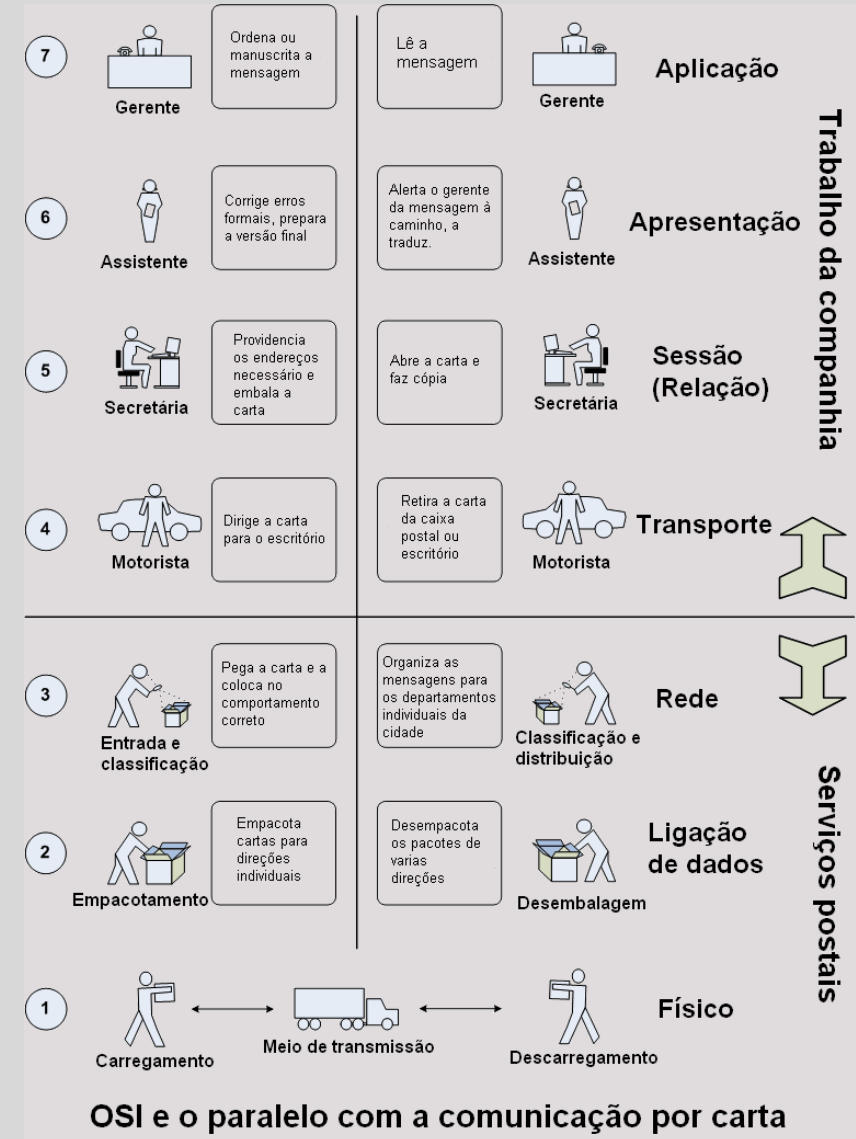 7
Gerente
Ordena ou
manuscrita a
mensagem
Lê a
mensagem
Gerente
Aplicação
6
Assistente
Corrige erros
formais, prepara
a versão final
Alerta o gerente
da mensagem à
caminho, a
traduz.
Assistente
Apresentação
5
Secretária
Providencia
os endereços
necessário e
embala a
carta
Abre a carta e
faz cópia
Secretária
Sessão
(Relação)
4
Motorista
Dirige a carta
para o escritório
Retira a carta
da caixa
postal ou
escritório
Motorista
Transporte
Trabalho da companhia
3
Entrada e
classificação
Pega a carta e a
coloca no
comportamento
correto
Organiza as
mensagens para
os departamentos
individuais da
cidade
Classificação e
distribuição
Rede
2
Empacotamento
Empacota
cartas para
direções
individuais
Desempacota
os pacotes de
varias
direções
Desembalagem
Ligação
de dados
1
Carregamento
Meio de transmissão
Descarregamento
Físico
Serviços postais
OSI e o paralelo com a comunicação por carta